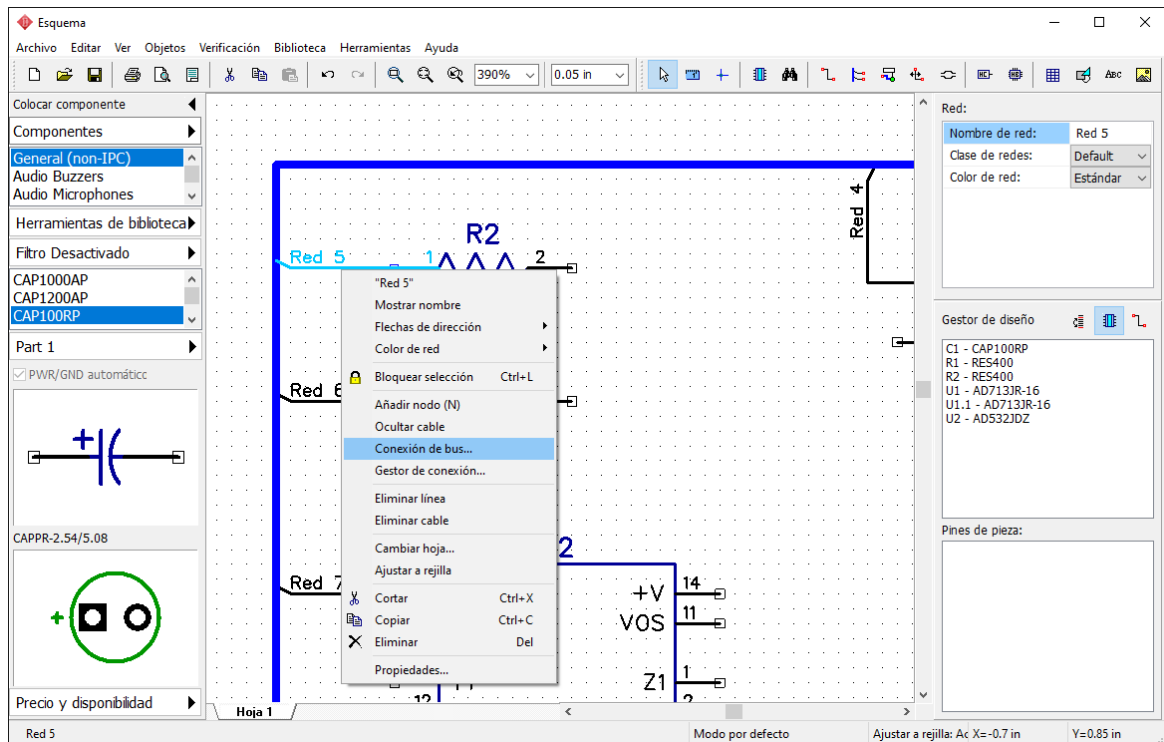 Esquema
Archivo Editar Ver Objetos Verificación Biblioteca Herramientas Ayuda
390% 0.05 in
ABC
Colocar componente
Componentes
General (non-IPC)
Audio Buzzers
Audio Microphones
Herramientas de biblioteca
Filtro Desactivado
CAP1000AP
CAP1200AP
CAP100RP
Part 1
PWR/GND automáticc
CAPPR-2.54/5.08
Precio y disponibilidad
R2
Red 5 1 2
Red 4
Red 6
Red 7
2
+V 14
VOS 11
Z1 1
12
2
"Red 5"
Mostrar nombre
Flechas de dirección
Color de red
Bloquear selección Ctrl+L
Añadir nodo (N)
Ocultar cable
Conexión de bus...
Gestor de conexión...
Eliminar línea
Eliminar cable
Cambiar hoja...
Ajustar a rejilla
Cortar Ctrl+X
Copiar Ctrl+C
Eliminar Del
Propiedades...
Hoja 1
Red:
Nombre de red: Red 5
Clase de redes: Default
Color de red: Estándar
Gestor de diseño
C1 - CAP100RP
R1 - RES400
R2 - RES400
U1 - AD713JR-16
U1.1 - AD713JR-16
U2 - AD532JDZ
Pines de pieza:
Red 5 Modo por defecto Ajustar a rejilla: Ac X=-0.7 in Y=0.85 in